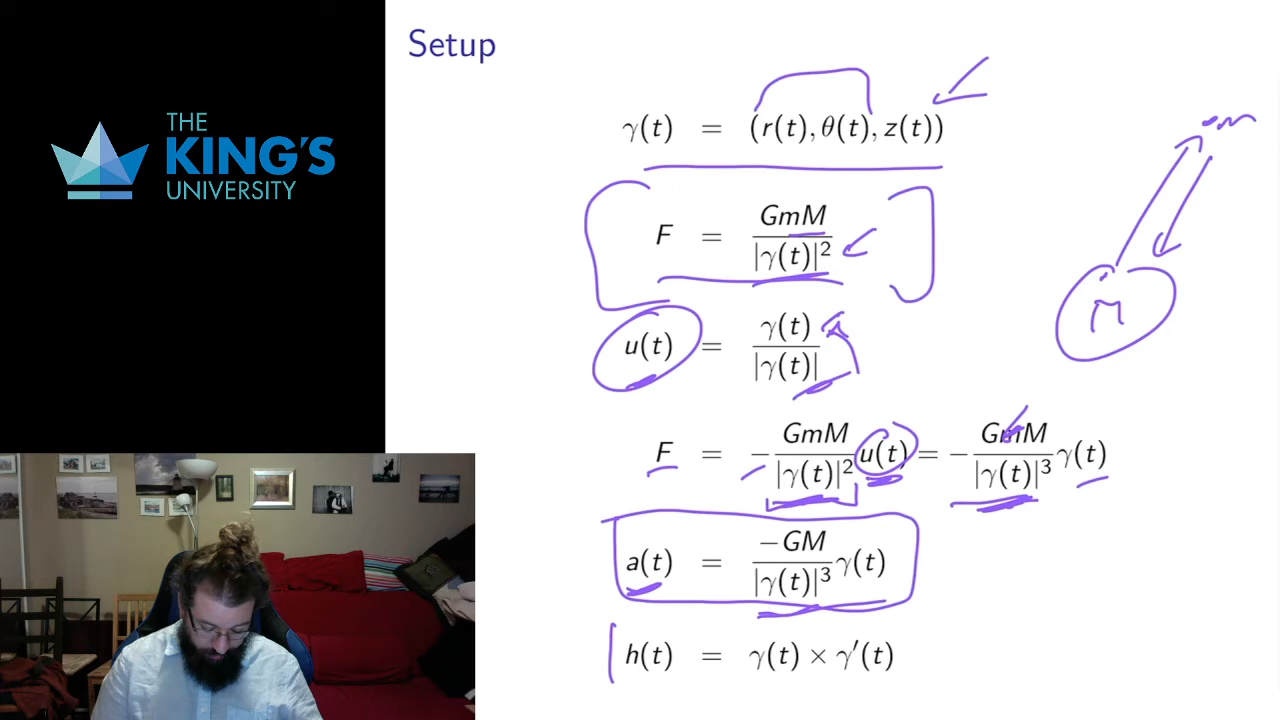 Setup
THE
KING'S
UNIVERSITY
γ(t) = (r(t), θ(t), z(t))
F = GmM / |γ(t)|²
u(t) = γ(t) / |γ(t)|
F = − GmM / |γ(t)|² u(t) = − GmM / |γ(t)|³ γ(t)
a(t) = −GM / |γ(t)|³ γ(t)
h(t) = γ(t) × γ′(t)
m
M